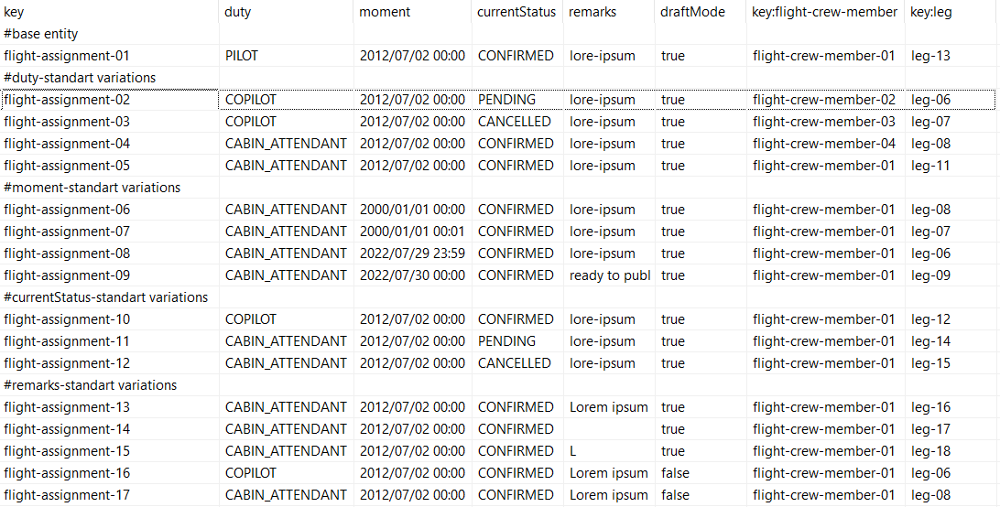 key duty moment currentStatus remarks draftMode key:flight-crew-member key:leg
#base entity
flight-assignment-01 PILOT 2012/07/02 00:00 CONFIRMED lore-ipsum true flight-crew-member-01 leg-13
#duty-standart variations
flight-assignment-02 COPILOT 2012/07/02 00:00 PENDING lore-ipsum true flight-crew-member-02 leg-06
flight-assignment-03 COPILOT 2012/07/02 00:00 CANCELLED lore-ipsum true flight-crew-member-03 leg-07
flight-assignment-04 CABIN_ATTENDANT 2012/07/02 00:00 CONFIRMED lore-ipsum true flight-crew-member-04 leg-08
flight-assignment-05 CABIN_ATTENDANT 2012/07/02 00:00 CONFIRMED lore-ipsum true flight-crew-member-01 leg-11
#moment-standart variations
flight-assignment-06 CABIN_ATTENDANT 2000/01/01 00:00 CONFIRMED lore-ipsum true flight-crew-member-01 leg-08
flight-assignment-07 CABIN_ATTENDANT 2000/01/01 00:01 CONFIRMED lore-ipsum true flight-crew-member-01 leg-07
flight-assignment-08 CABIN_ATTENDANT 2022/07/29 23:59 CONFIRMED lore-ipsum true flight-crew-member-01 leg-06
flight-assignment-09 CABIN_ATTENDANT 2022/07/30 00:00 CONFIRMED ready to publ true flight-crew-member-01 leg-09
#currentStatus-standart variations
flight-assignment-10 COPILOT 2012/07/02 00:00 CONFIRMED lore-ipsum true flight-crew-member-01 leg-12
flight-assignment-11 CABIN_ATTENDANT 2012/07/02 00:00 PENDING lore-ipsum true flight-crew-member-01 leg-14
flight-assignment-12 CABIN_ATTENDANT 2012/07/02 00:00 CANCELLED lore-ipsum true flight-crew-member-01 leg-15
#remarks-standart variations
flight-assignment-13 CABIN_ATTENDANT 2012/07/02 00:00 CONFIRMED Lorem ipsum true flight-crew-member-01 leg-16
flight-assignment-14 CABIN_ATTENDANT 2012/07/02 00:00 CONFIRMED true flight-crew-member-01 leg-17
flight-assignment-15 CABIN_ATTENDANT 2012/07/02 00:00 CONFIRMED L true flight-crew-member-01 leg-18
flight-assignment-16 COPILOT 2012/07/02 00:00 CONFIRMED Lorem ipsum false flight-crew-member-01 leg-06
flight-assignment-17 CABIN_ATTENDANT 2012/07/02 00:00 CONFIRMED Lorem ipsum false flight-crew-member-01 leg-08